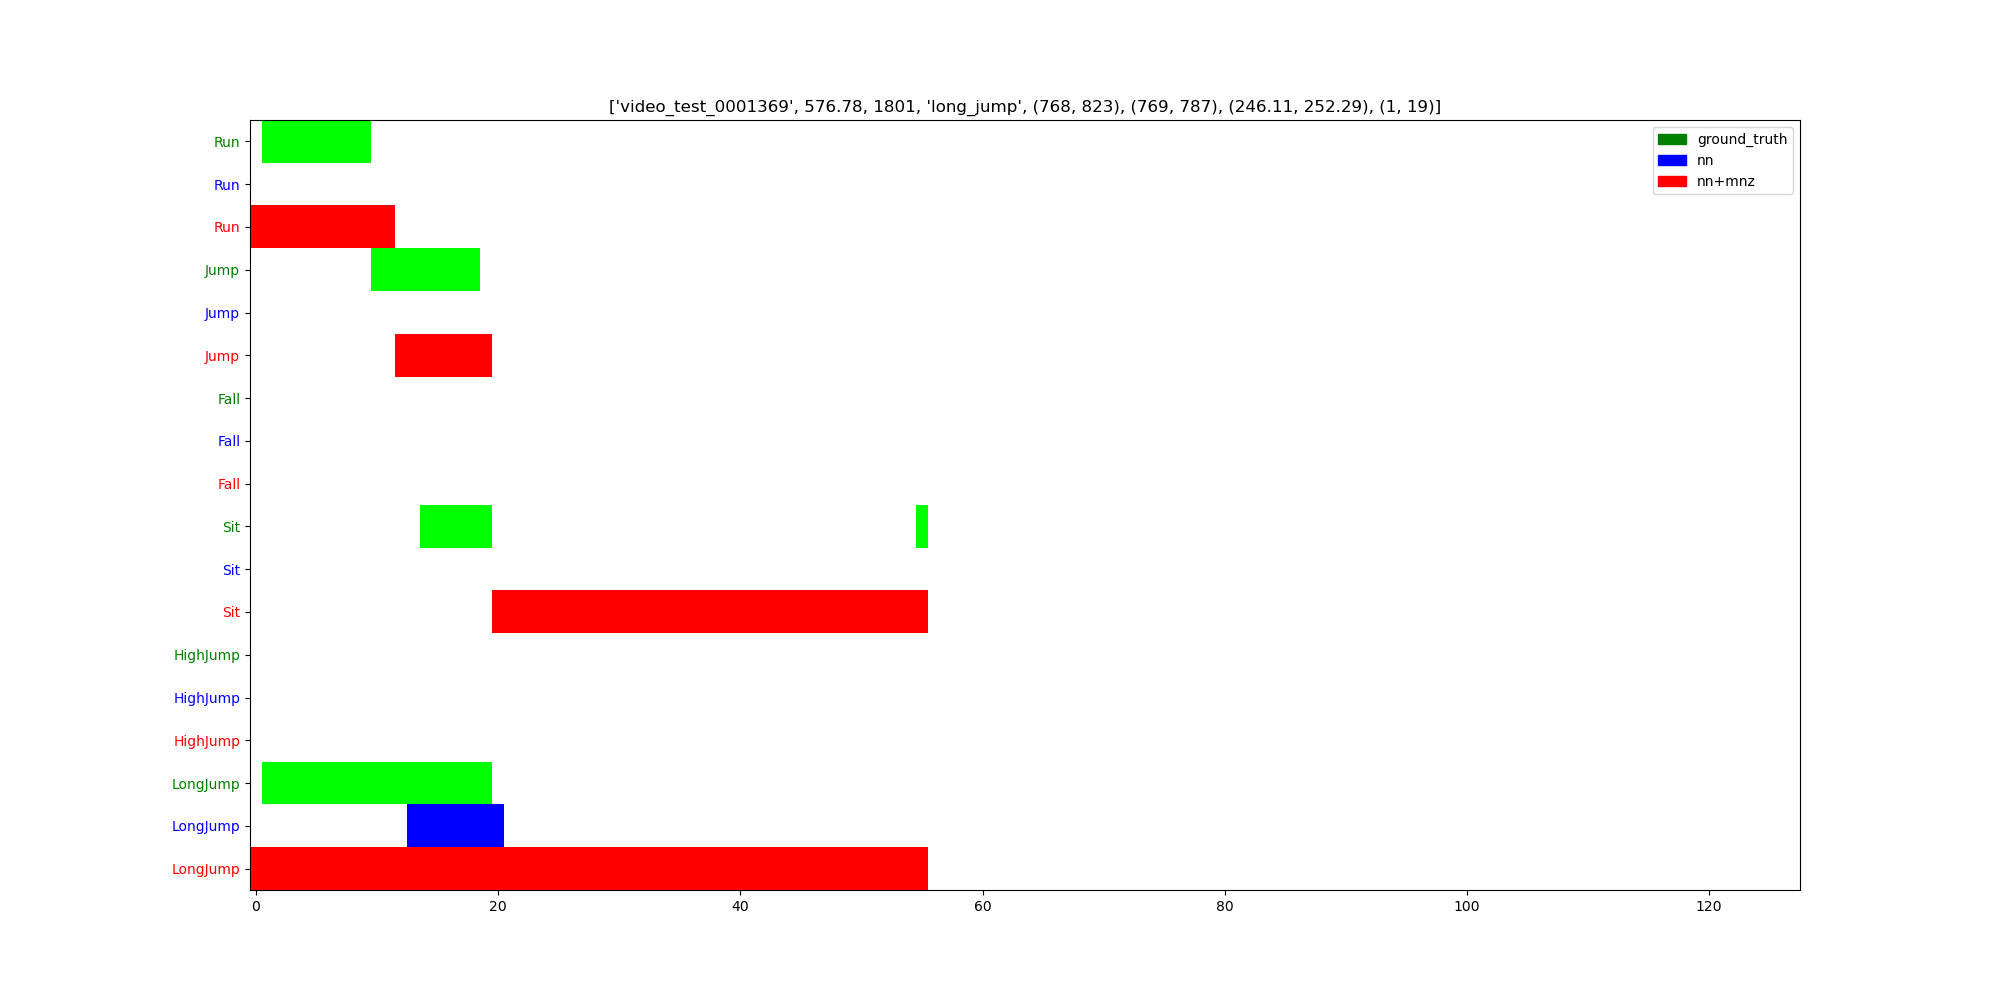 ['video_test_0001369', 576.78, 1801, 'long_jump', (768, 823), (769, 787), (246.11, 252.29), (1, 19)]
ground_truth
nn
nn+mnz
Run
Run
Run
Jump
Jump
Jump
Fall
Fall
Fall
Sit
Sit
Sit
HighJump
HighJump
HighJump
LongJump
LongJump
LongJump
0 20 40 60 80 100 120